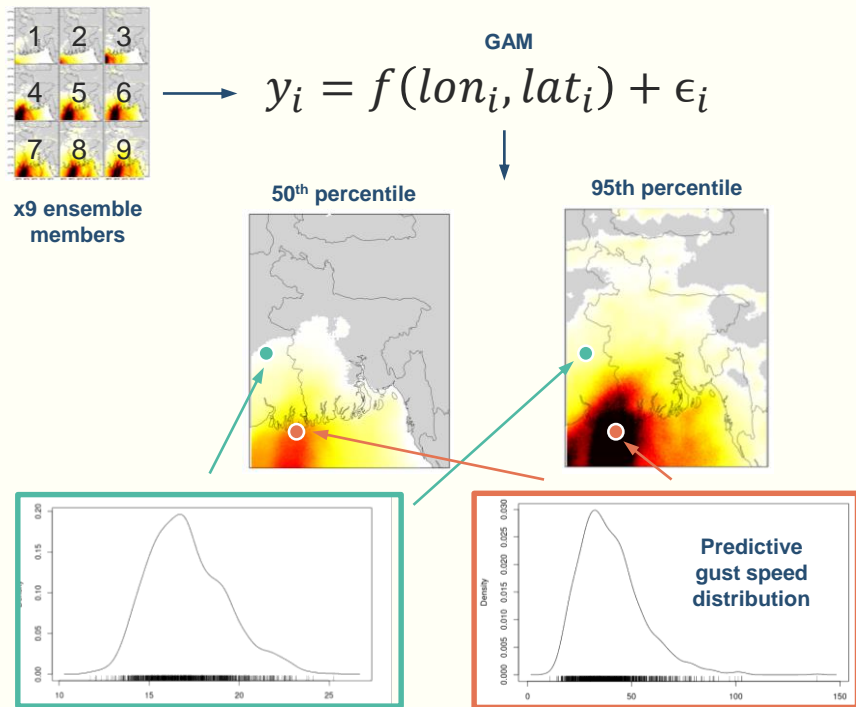 1 2 3
4 5 6
7 8 9
x9 ensemble
members
GAM
y_i = f(lon_i, lat_i) + ϵ_i
50th percentile
95th percentile
0.00 0.05 0.10 0.15 0.20
10 15 20 25
Density
0.000 0.005 0.010 0.015 0.020 0.025 0.030
0 50 100 150
Predictive
gust speed
distribution